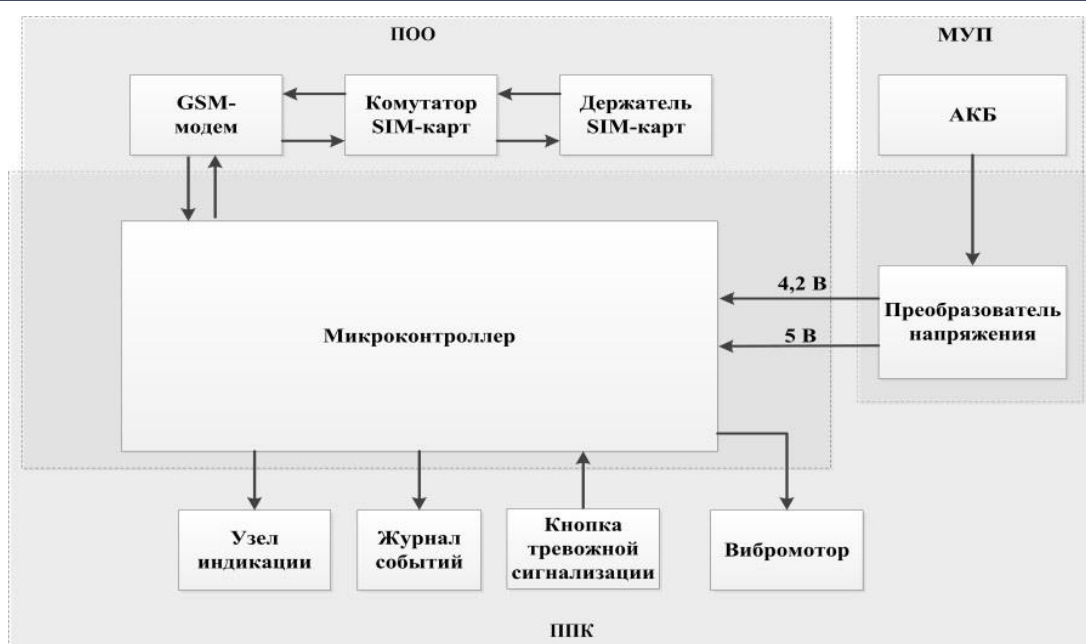 ПОО
МУП
GSM-
модем
Комутатор
SIM-карт
Держатель
SIM-карт
АКБ
Микроконтроллер
4,2 В
5 В
Преобразователь
напряжения
Узел
индикации
Журнал
событий
Кнопка
тревожной
сигнализации
Вибромотор
ППК